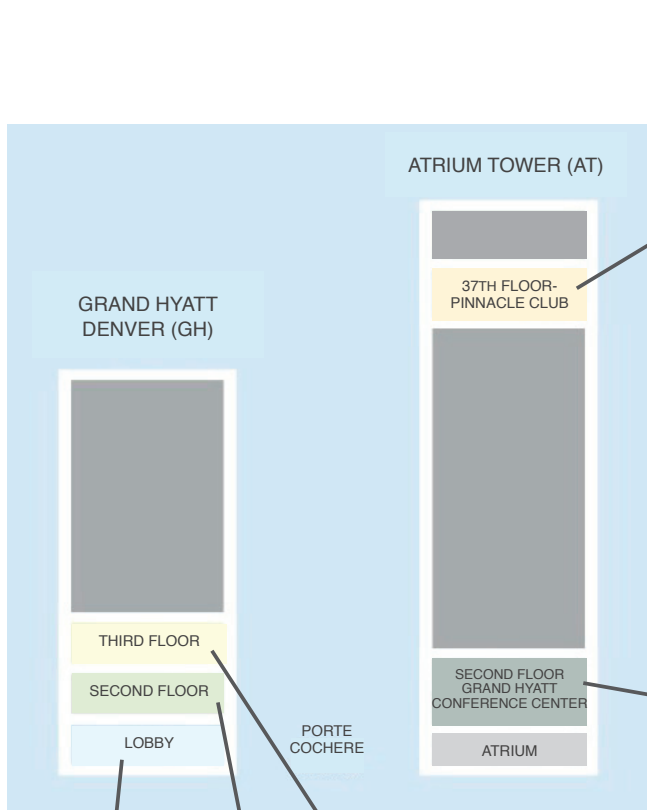 ATRIUM TOWER (AT)
37TH FLOOR-
PINNACLE CLUB
GRAND HYATT
DENVER (GH)
THIRD FLOOR
SECOND FLOOR
LOBBY
PORTE
COCHERE
SECOND FLOOR
GRAND HYATT
CONFERENCE CENTER
ATRIUM